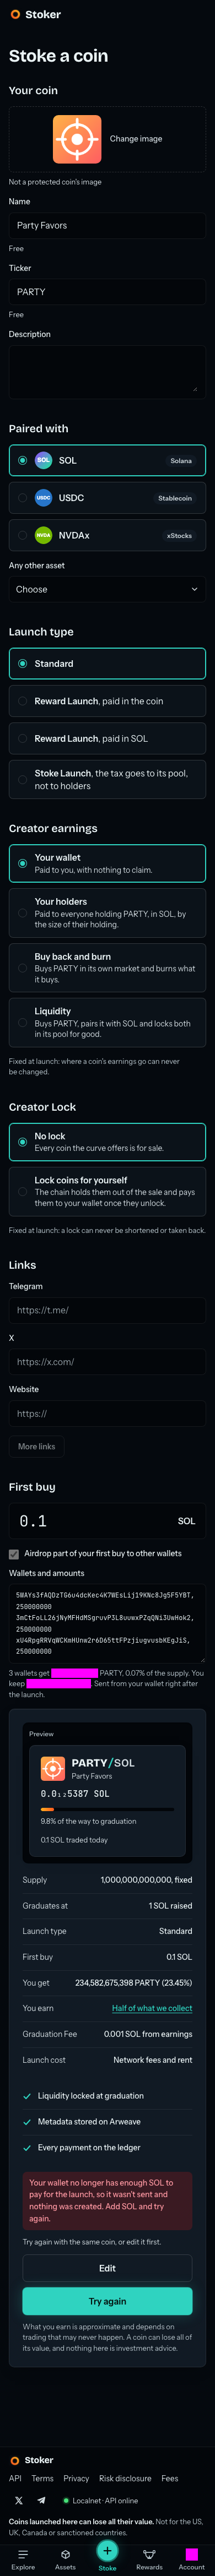 Stoker
Stoke a coin
Your coin
Change image
Not a protected coin's image
Name
Party Favors
Free
Ticker
PARTY
Free
Description
Paired with
SOL SOL Solana
USDC USDC Stablecoin
NVDA NVDAx xStocks
Any other asset
Choose
Launch type
Standard
Reward Launch, paid in the coin
Reward Launch, paid in SOL
Stoke Launch, the tax goes to its pool,
not to holders
Creator earnings
Your wallet
Paid to you, with nothing to claim.
Your holders
Paid to everyone holding PARTY, in SOL, by
the size of their holding.
Buy back and burn
Buys PARTY in its own market and burns what
it buys.
Liquidity
Buys PARTY, pairs it with SOL and locks both
in its pool for good.
Fixed at launch: where a coin's earnings go can never
be changed.
Creator Lock
No lock
Every coin the curve offers is for sale.
Lock coins for yourself
The chain holds them out of the sale and pays
them to your wallet once they unlock.
Fixed at launch: a lock can never be shortened or taken back.
Links
Telegram
https://t.me/
X
https://x.com/
Website
https://
More links
First buy
0.1 SOL
Airdrop part of your first buy to other wallets
Wallets and amounts
5WAYs3fAQDzTG6u4dcKec4K7WEsLij19KNc8Jg5F5YBT,
250000000
3mCtFoLL26jNyMFHdMSgruvP3L8uuwxPZqQNi3UwHok2,
250000000
xU4RpgRRVqWCKmHUnw2r6D65ttFPzjiugvusbKEgJiS,
250000000
3 wallets get PARTY, 0.07% of the supply. You
keep . Sent from your wallet right after
the launch.
Preview
PARTY/SOL
Party Favors
0.0₁₂5387 SOL
9.8% of the way to graduation
0.1 SOL traded today
Supply 1,000,000,000,000, fixed
Graduates at 1 SOL raised
Launch type Standard
First buy 0.1 SOL
You get 234,582,675,398 PARTY (23.45%)
You earn Half of what we collect
Graduation Fee 0.001 SOL from earnings
Launch cost Network fees and rent
Liquidity locked at graduation
Metadata stored on Arweave
Every payment on the ledger
Your wallet no longer has enough SOL to
pay for the launch, so it wasn't sent and
nothing was created. Add SOL and try
again.
Try again with the same coin, or edit it first.
Edit
Try again
What you earn is approximate and depends on
trading that may never happen. A coin can lose all of
its value, and nothing here is investment advice.
Stoker
API Terms Privacy Risk disclosure Fees
Localnet · API online
Coins launched here can lose all their value. Not for the US,
UK, Canada or sanctioned countries.
Explore Assets Stoke Rewards Account